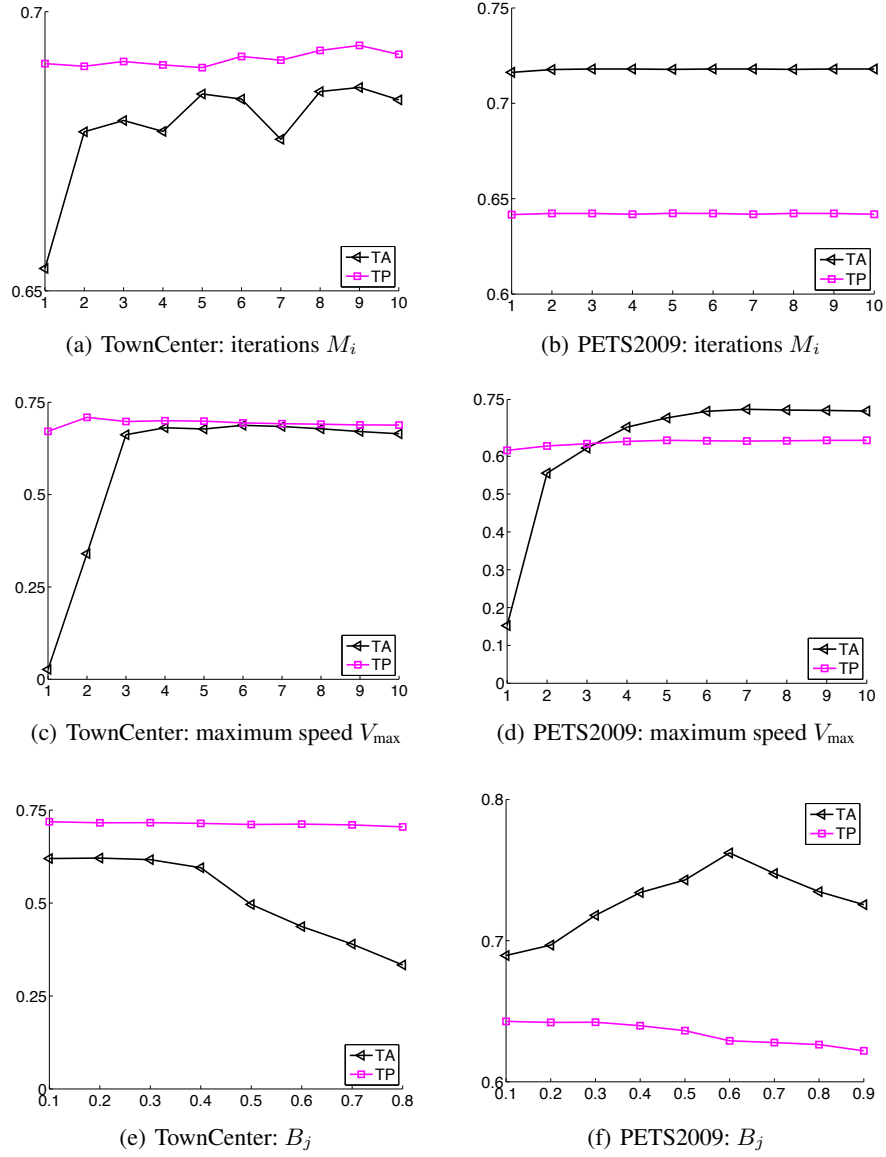 0.7
0.65
1 2 3 4 5 6 7 8 9 10
TA
TP
(a) TownCenter: iterations M_i
0.75
0.7
0.65
0.6
1 2 3 4 5 6 7 8 9 10
TA
TP
(b) PETS2009: iterations M_i
0.75
0.5
0.25
0
1 2 3 4 5 6 7 8 9 10
TA
TP
(c) TownCenter: maximum speed V_max
0.75
0.6
0.5
0.4
0.3
0.2
0.1
0
1 2 3 4 5 6 7 8 9 10
TA
TP
(d) PETS2009: maximum speed V_max
0.75
0.5
0.25
0
0.1 0.2 0.3 0.4 0.5 0.6 0.7 0.8
TA
TP
(e) TownCenter: B_j
0.8
0.7
0.6
0.1 0.2 0.3 0.4 0.5 0.6 0.7 0.8 0.9
TA
TP
(f) PETS2009: B_j